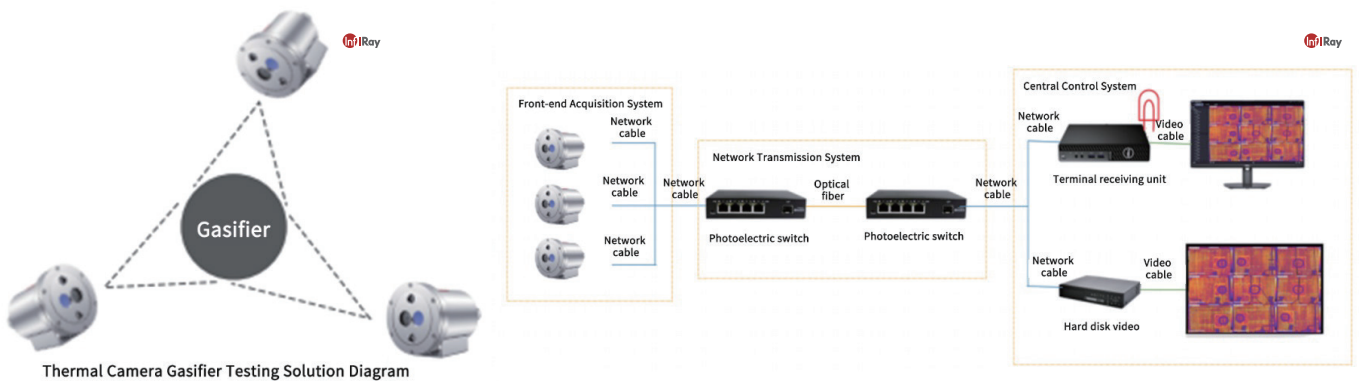 InfiRay
Gasifier
Thermal Camera Gasifier Testing Solution Diagram
InfiRay
Front-end Acquisition System
Network
cable
Network
cable
Network
cable
Network
cable
Network Transmission System
Photoelectric switch
Optical
fiber
Photoelectric switch
Network
cable
Central Control System
Network
cable
Video
cable
Terminal receiving unit
Network
cable
Video
cable
Hard disk video